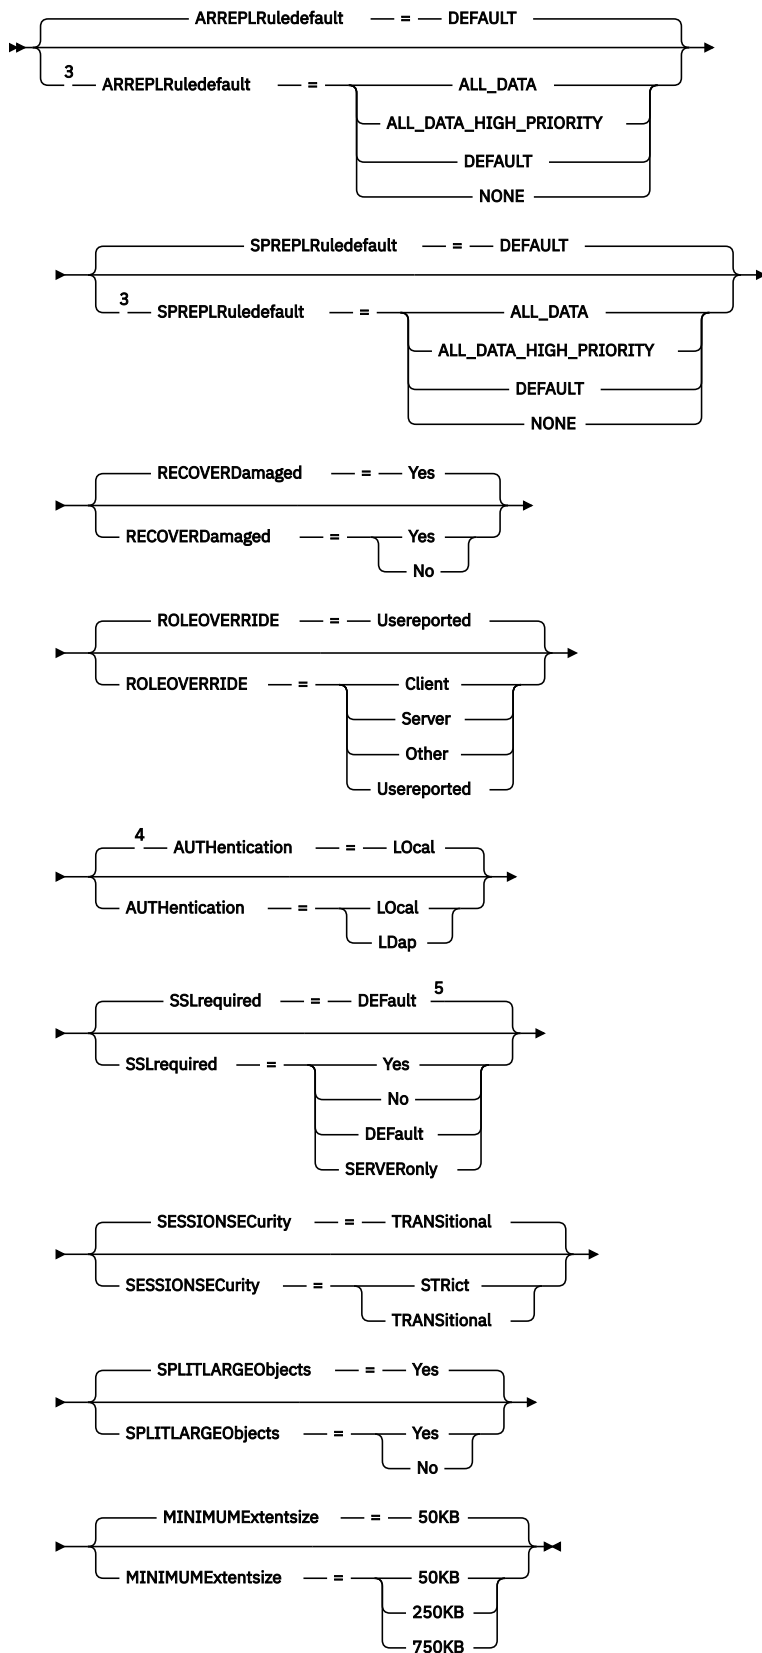 ARREPLRuledefault = DEFAULT
3 ARREPLRuledefault = ALL_DATA
ALL_DATA_HIGH_PRIORITY
DEFAULT
NONE
SPREPLRuledefault = DEFAULT
3 SPREPLRuledefault = ALL_DATA
ALL_DATA_HIGH_PRIORITY
DEFAULT
NONE
RECOVERDamaged = Yes
RECOVERDamaged = Yes
No
ROLEOVERRIDE = Usereported
ROLEOVERRIDE = Client
Server
Other
Usereported
4 AUTHentication = LOcal
AUTHentication = LOcal
LDap
SSLrequired = DEFault 5
SSLrequired = Yes
No
DEFault
SERVERonly
SESSIONSECurity = TRANSitional
SESSIONSECurity = STRict
TRANSitional
SPLITLARGEObjects = Yes
SPLITLARGEObjects = Yes
No
MINIMUMExtentsize = 50KB
MINIMUMExtentsize = 50KB
250KB
750KB